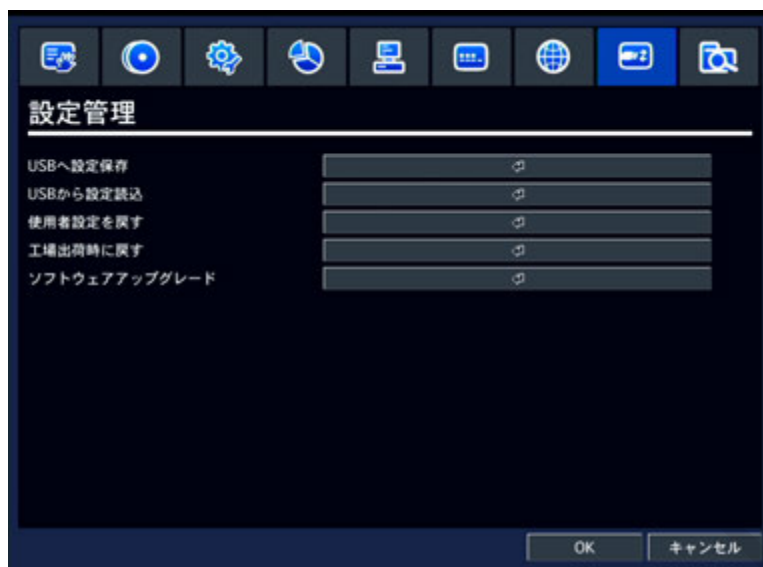 設定管理
USBへ設定保存
USBから設定読込
使用者設定を戻す
工場出荷時に戻す
ソフトウェアアップグレード
OK
キャンセル